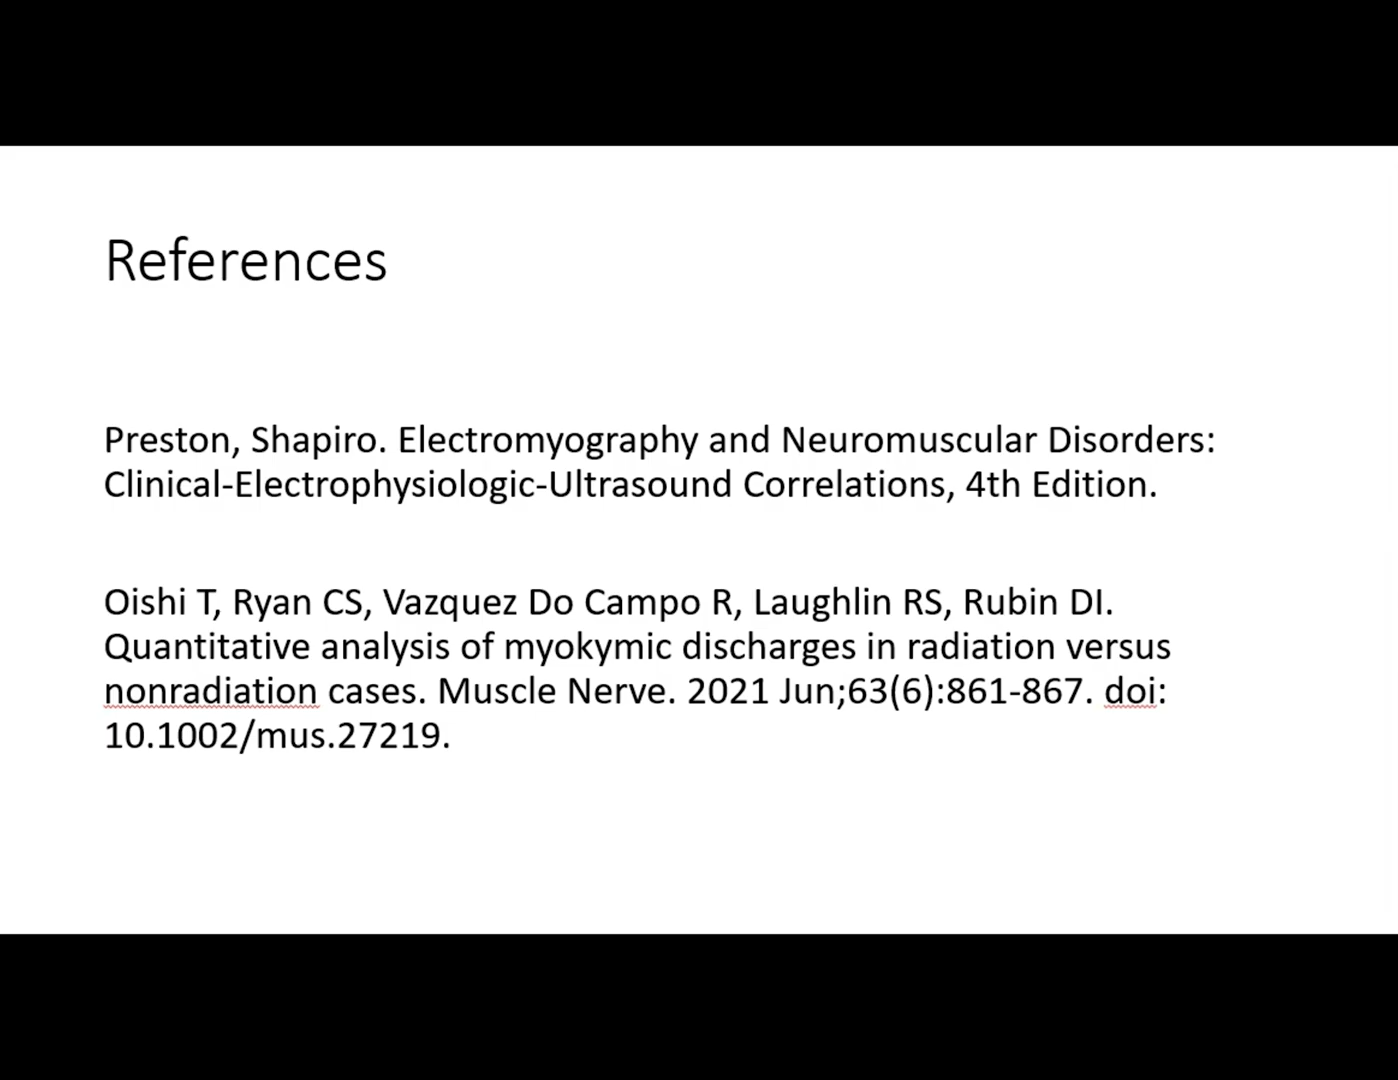 References
Preston, Shapiro. Electromyography and Neuromuscular Disorders:
Clinical-Electrophysiologic-Ultrasound Correlations, 4th Edition.
Oishi T, Ryan CS, Vazquez Do Campo R, Laughlin RS, Rubin DI.
Quantitative analysis of myokymic discharges in radiation versus
nonradiation cases. Muscle Nerve. 2021 Jun;63(6):861-867. doi:
10.1002/mus.27219.